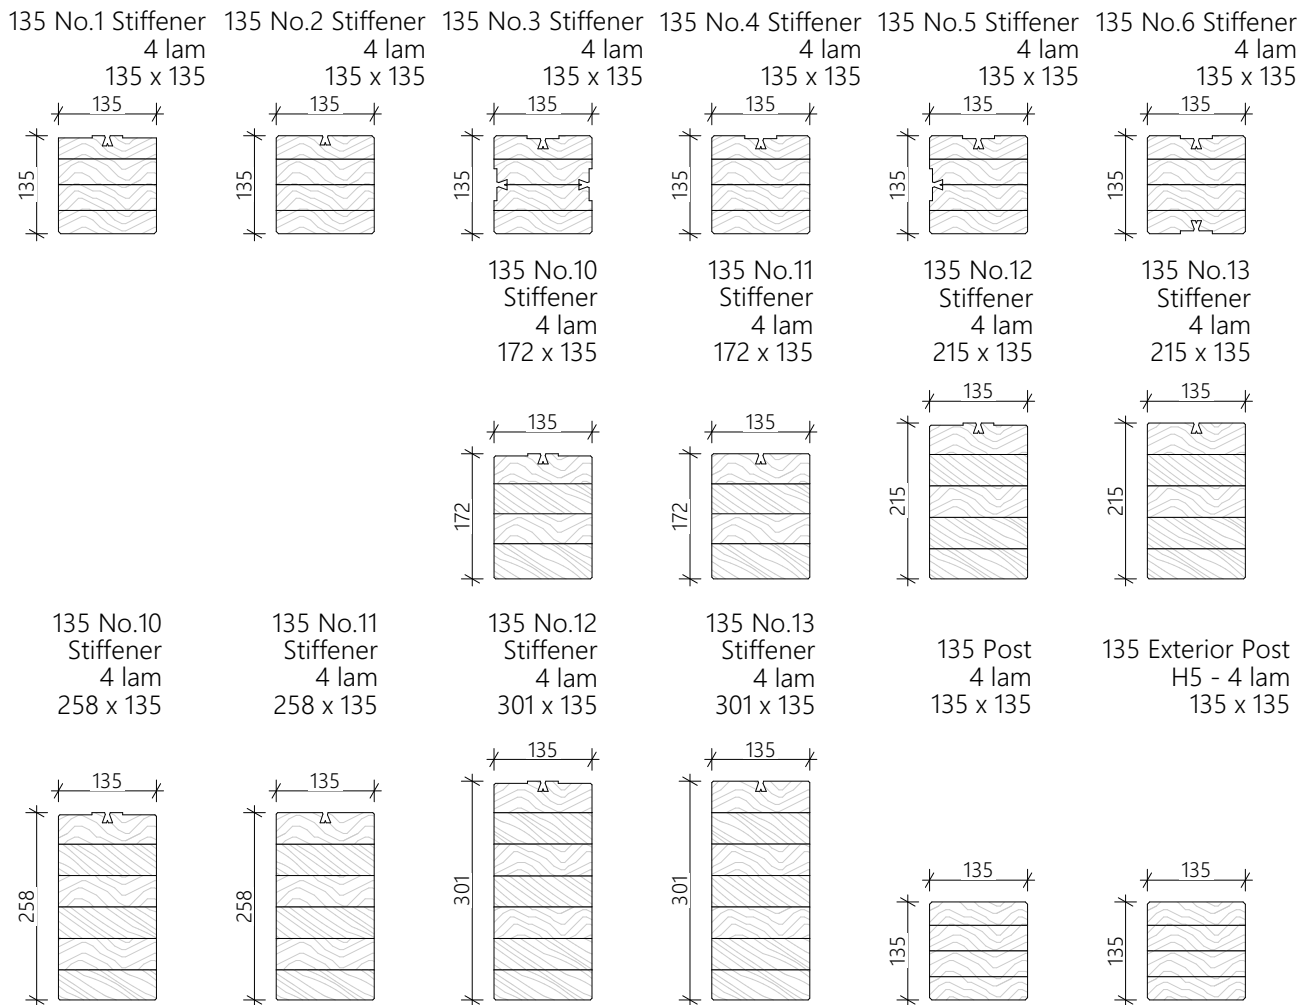 135 No.1 Stiffener
4 lam
135 x 135
135
135
135 No.2 Stiffener
4 lam
135 x 135
135
135
135 No.3 Stiffener
4 lam
135 x 135
135
135
135 No.4 Stiffener
4 lam
135 x 135
135
135
135 No.5 Stiffener
4 lam
135 x 135
135
135
135 No.6 Stiffener
4 lam
135 x 135
135
135
135 No.10
Stiffener
4 lam
172 x 135
135
172
135 No.11
Stiffener
4 lam
172 x 135
135
172
135 No.12
Stiffener
4 lam
215 x 135
135
215
135 No.13
Stiffener
4 lam
215 x 135
135
215
135 No.10
Stiffener
4 lam
258 x 135
135
258
135 No.11
Stiffener
4 lam
258 x 135
135
258
135 No.12
Stiffener
4 lam
301 x 135
135
301
135 No.13
Stiffener
4 lam
301 x 135
135
301
135 Post
4 lam
135 x 135
135
135
135 Exterior Post
H5 - 4 lam
135 x 135
135
135